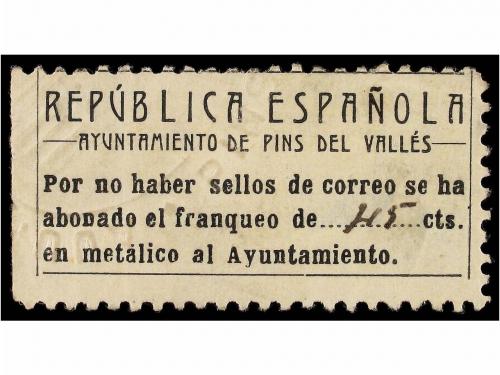 REPÚBLICA ESPAÑOLA
AYUNTAMIENTO DE PINS DEL VALLÉS
Por no haber sellos de correo se ha
abonado el franqueo de....45....cts.
en metálico al Ayuntamiento.